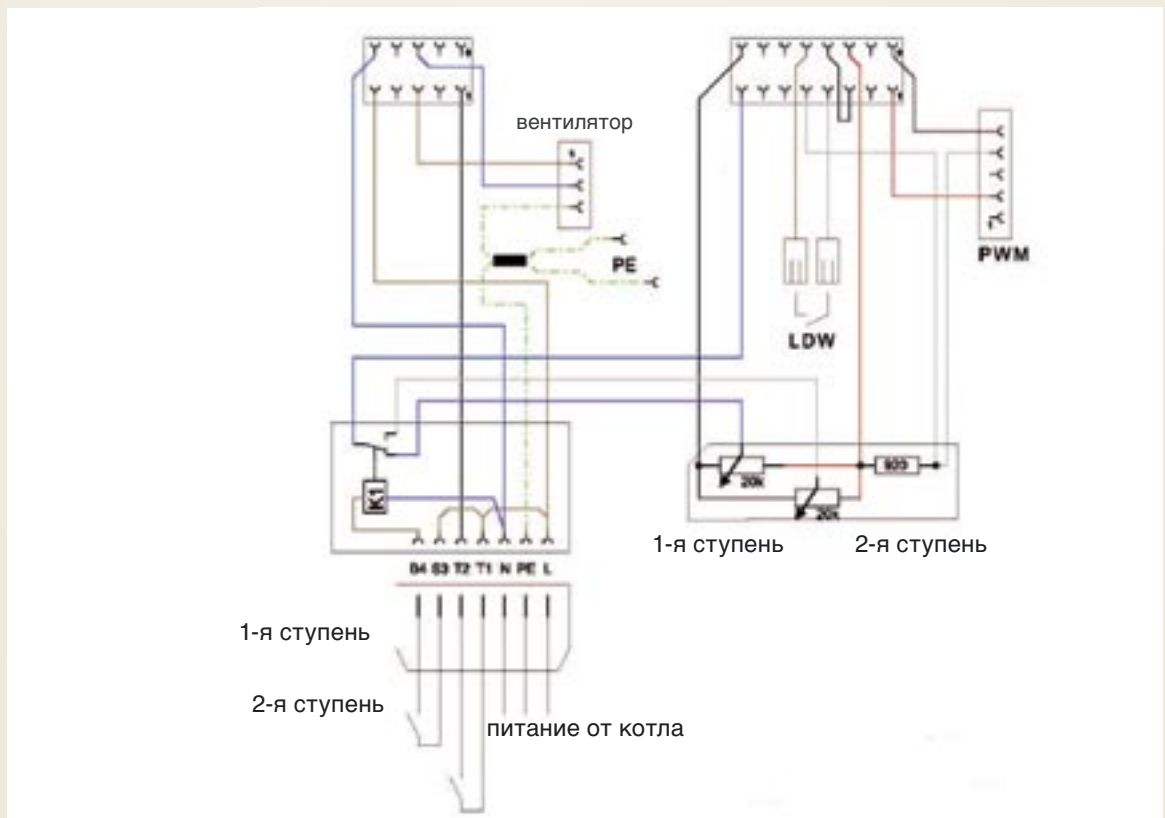 вентилятор
PE
PWM
LDW
K1
20k
20k
1-я ступень 2-я ступень
B4 S3 T2 T1 N PE L
1-я ступень
2-я ступень
питание от котла